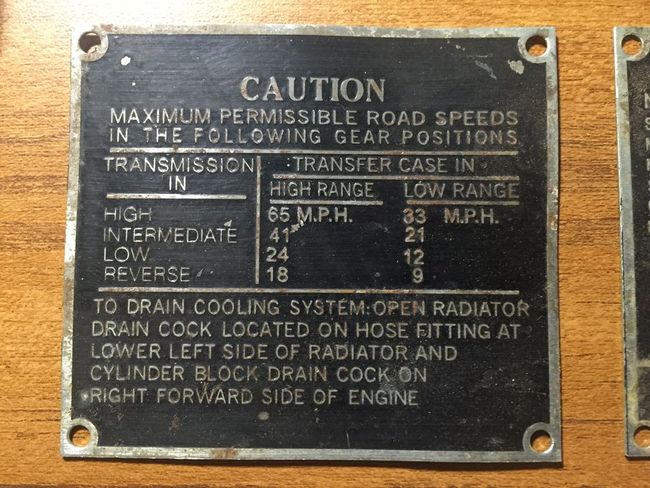 CAUTION
MAXIMUM PERMISSIBLE ROAD SPEEDS
IN THE FOLLOWING GEAR POSITIONS
TRANSMISSION IN TRANSFER CASE IN
HIGH RANGE LOW RANGE
HIGH 65 M.P.H. 33 M.P.H.
INTERMEDIATE 41 21
LOW 24 12
REVERSE 18 9
TO DRAIN COOLING SYSTEM: OPEN RADIATOR
DRAIN COCK LOCATED ON HOSE FITTING AT
LOWER LEFT SIDE OF RADIATOR AND
CYLINDER BLOCK DRAIN COCK ON
RIGHT FORWARD SIDE OF ENGINE